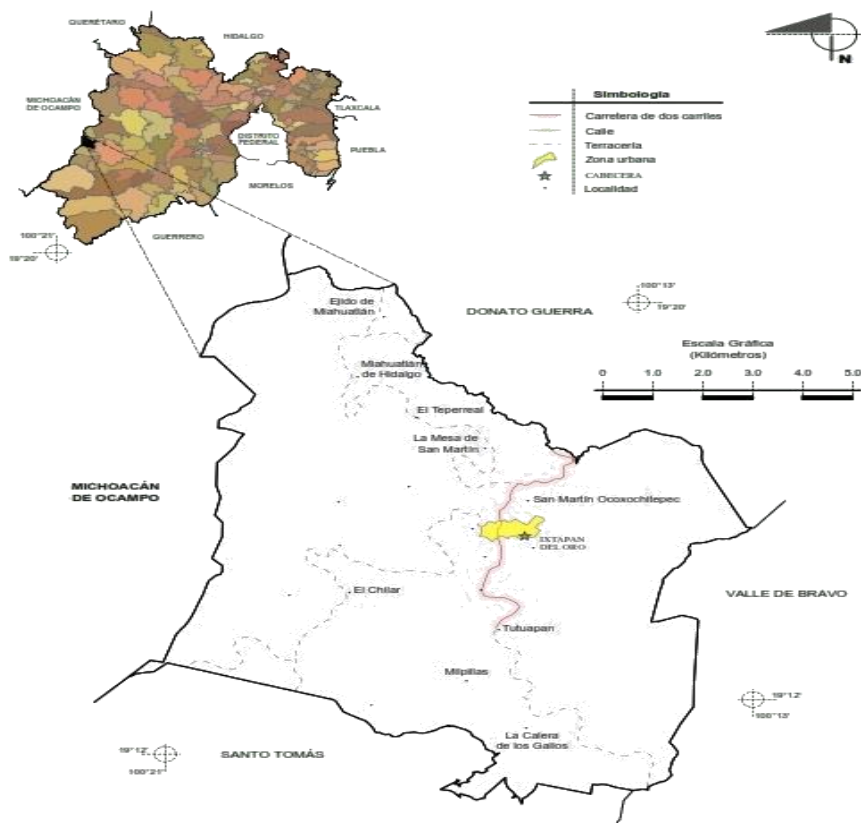 QUERÉTARO
HIDALGO
MICHOACÁN
DE OCAMPO
TLAXCALA
DISTRITO
FEDERAL
PUEBLA
MORELOS
GUERRERO
N
Simbología
Carretera de dos carriles
Calle
Terracería
Zona urbana
CABECERA
Localidad
100°21'
19°20'
100°13'
19°20'
DONATO GUERRA
Escala Gráfica
(Kilómetros)
0 1.0 2.0 3.0 4.0 5.0
Ejido de
Miahuatlán
Miahuatlán
de Hidalgo
El Teperreal
La Mesa de
San Martín
MICHOACÁN
DE OCAMPO
San Martín Ocoxochitepec
IXTAPAN
DEL ORO
El Chilar
VALLE DE BRAVO
Tutuapan
Milpillas
19°12'
100°13'
La Calera
de los Gallos
19°12'
100°21'
SANTO TOMÁS